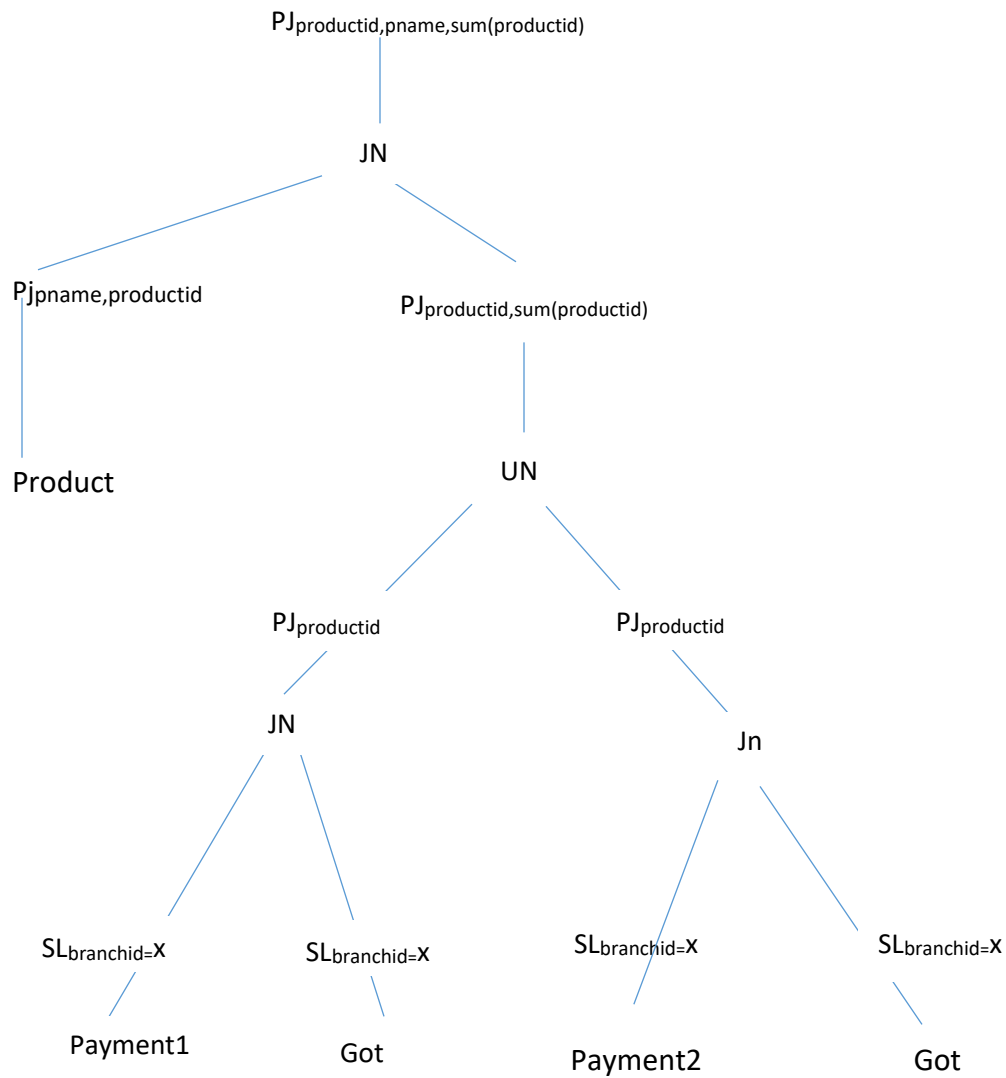 PJproductid,pname,sum(productid)
JN
Pjpname,productid
PJproductid,sum(productid)
Product
UN
PJproductid
PJproductid
JN
Jn
SLbranchid=x
SLbranchid=x
SLbranchid=x
SLbranchid=x
Payment1
Got
Payment2
Got